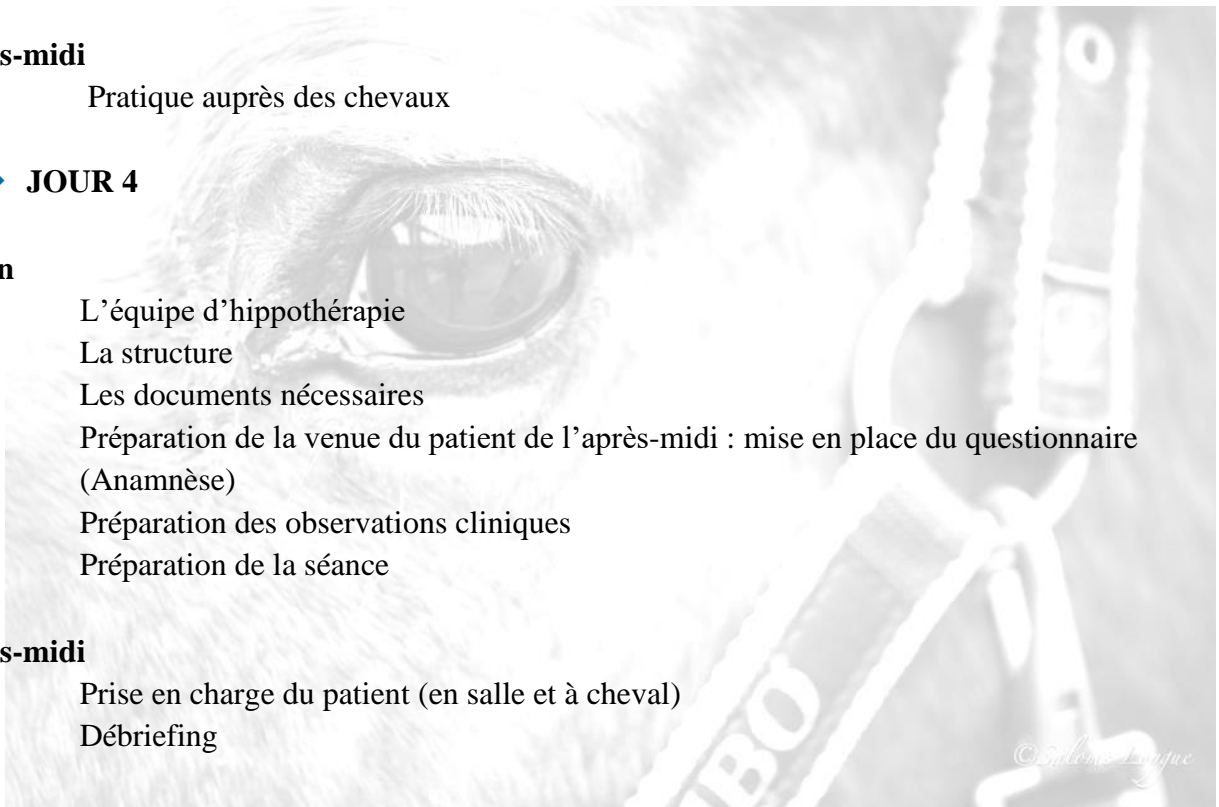 s-midi
Pratique auprès des chevaux
JOUR 4
n
L’équipe d’hippothérapie
La structure
Les documents nécessaires
Préparation de la venue du patient de l’après-midi : mise en place du questionnaire
(Anamnèse)
Préparation des observations cliniques
Préparation de la séance
s-midi
Prise en charge du patient (en salle et à cheval)
Débriefing
MBO